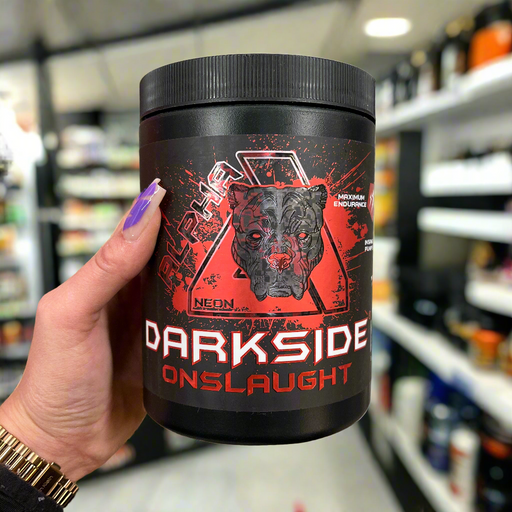 ALPHA
MAXIMUM
ENDURANCE
NEON
DARKSIDE
ONSLAUGHT